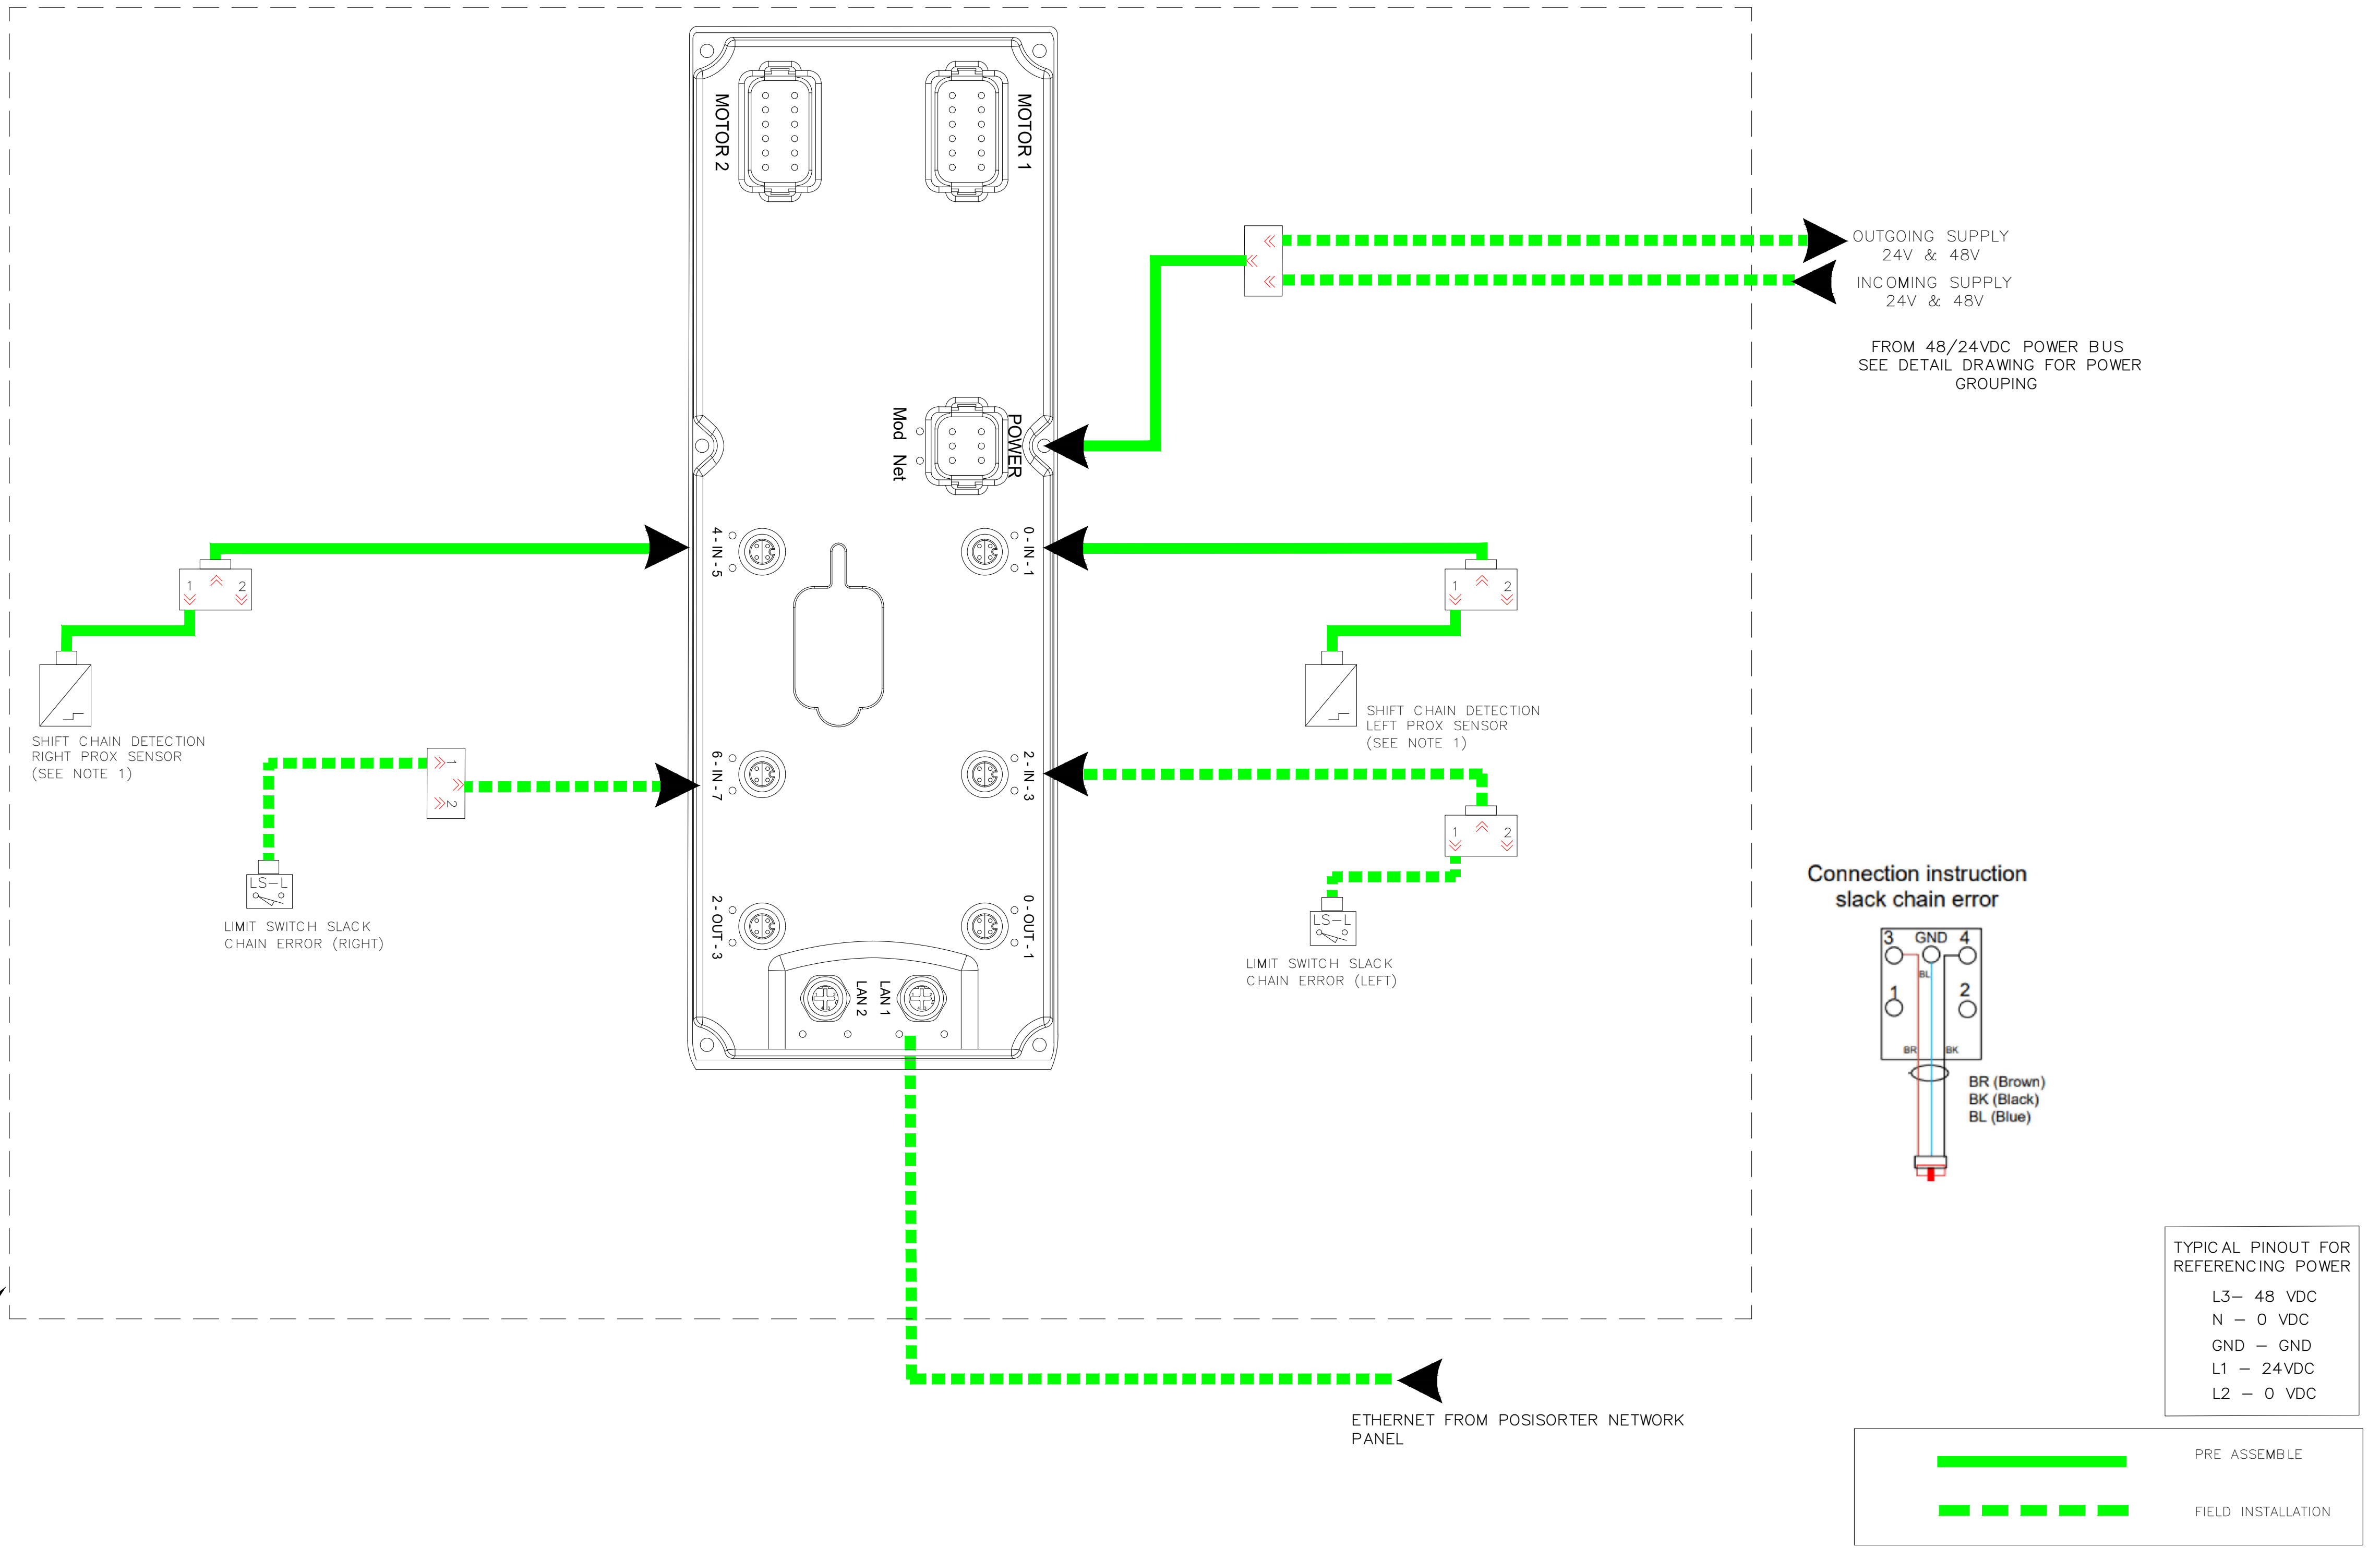 MOTOR 2
MOTOR 1
OUTGOING SUPPLY
24V & 48V
INCOMING SUPPLY
24V & 48V
FROM 48/24VDC POWER BUS
SEE DETAIL DRAWING FOR POWER
GROUPING
Mod Net
POWER
4 - IN - 5
0 - IN - 1
1 2
1 2
SHIFT CHAIN DETECTION
RIGHT PROX SENSOR
(SEE NOTE 1)
SHIFT CHAIN DETECTION
LEFT PROX SENSOR
(SEE NOTE 1)
6 - IN - 7
2 - IN - 3
1
2
1 2
LS-L
LIMIT SWITCH SLACK
CHAIN ERROR (RIGHT)
LS-L
LIMIT SWITCH SLACK
CHAIN ERROR (LEFT)
2 - OUT - 3
0 - OUT - 1
LAN 2
LAN 1
Connection instruction
slack chain error
3 GND 4
BL
1 2
BR BK
BR (Brown)
BK (Black)
BL (Blue)
ETHERNET FROM POSISORTER NETWORK
PANEL
TYPICAL PINOUT FOR
REFERENCING POWER
L3- 48 VDC
N - 0 VDC
GND - GND
L1 - 24VDC
L2 - 0 VDC
PRE ASSEMBLE
FIELD INSTALLATION